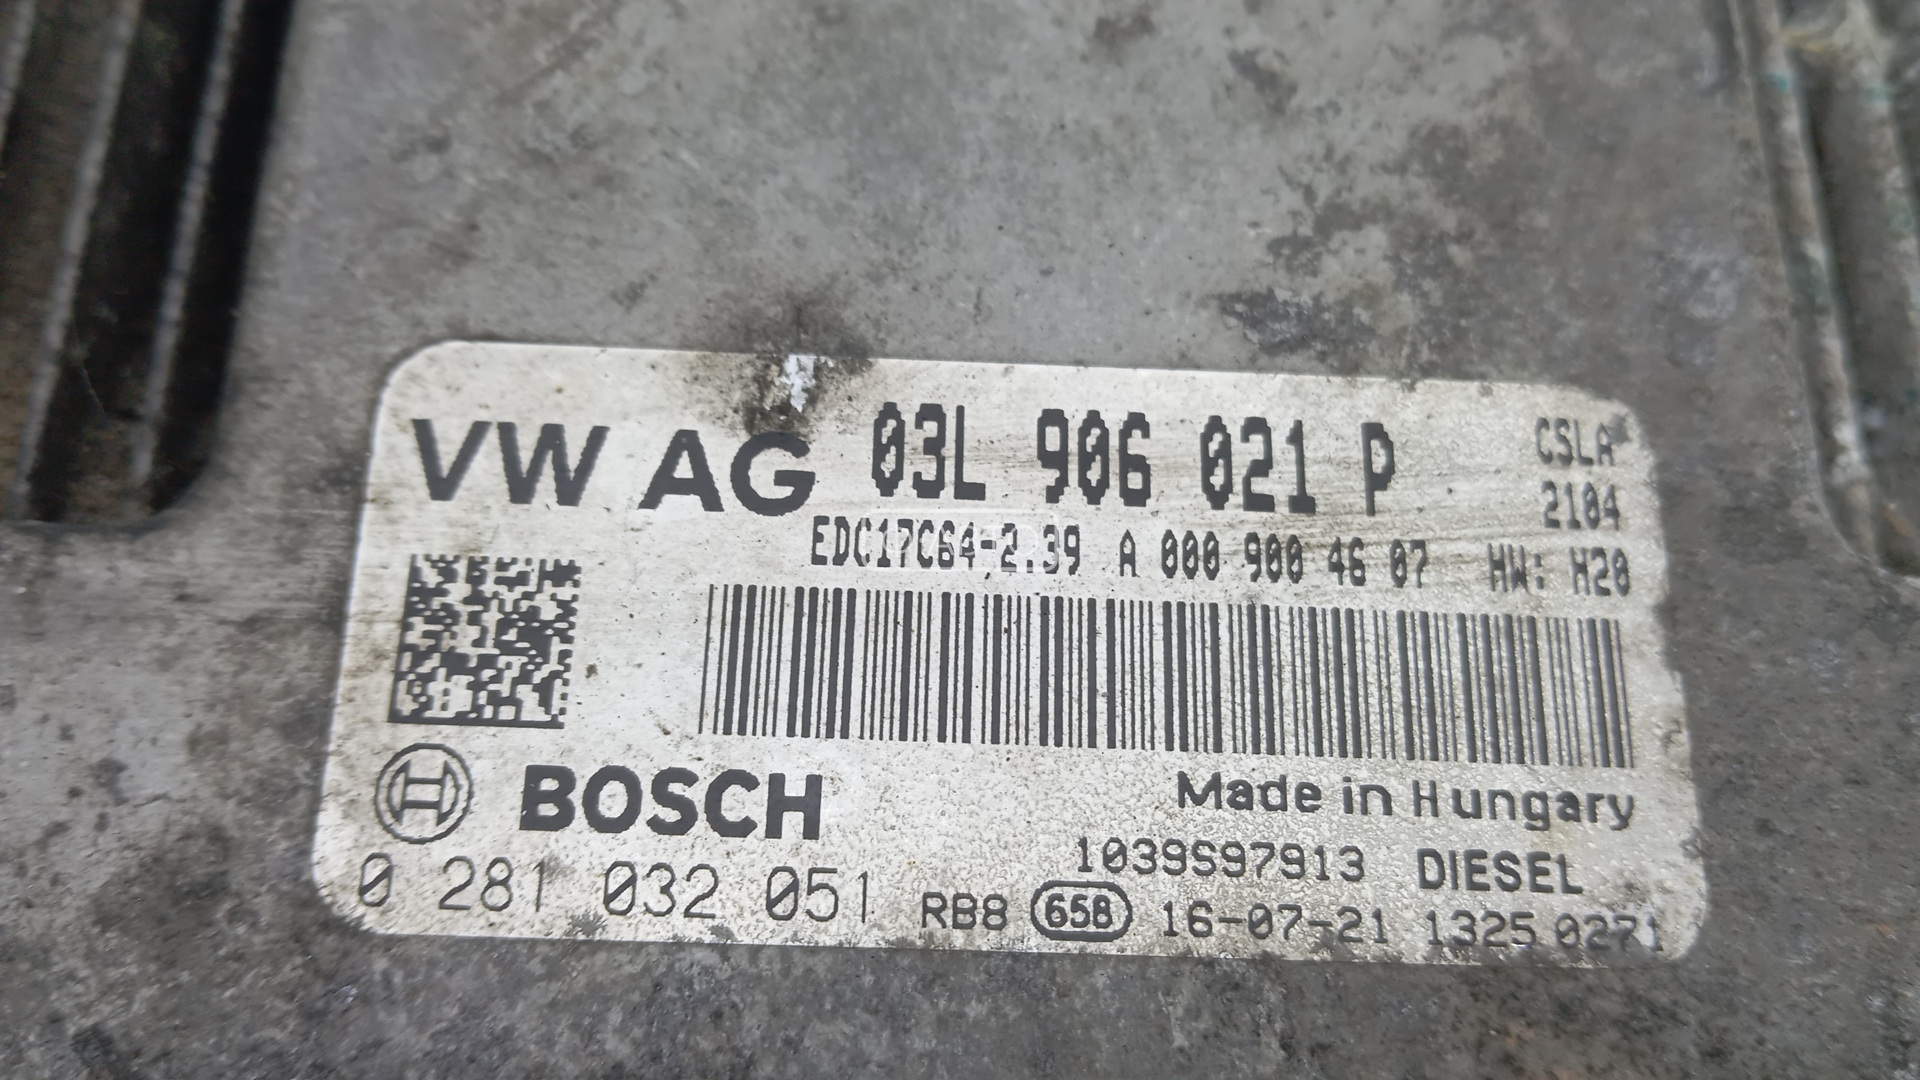 VW AG 03L 906 021 P CSLA
2104
EDC17C64-2.39 A 000 900 46 07 HW: H20
BOSCH
Made in Hungary
1039S97913 DIESEL
0 281 032 051 RB8 658 16-07-21 1325 0271